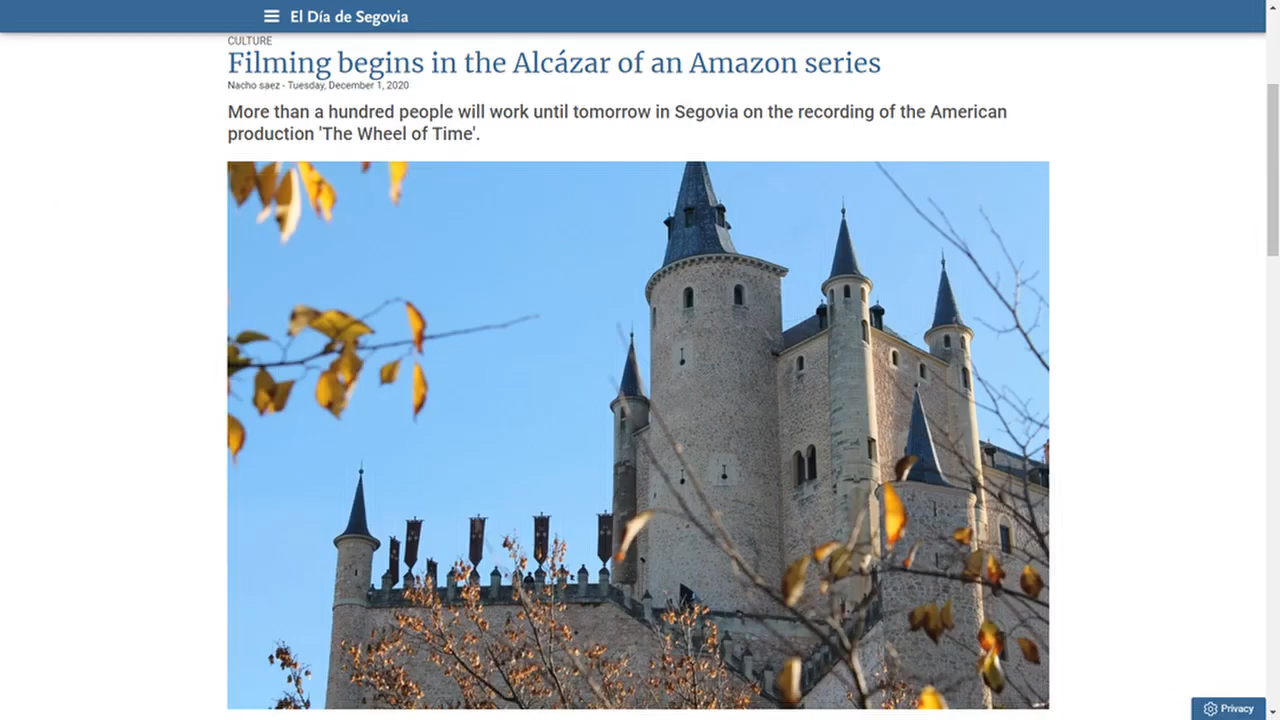 El Día de Segovia
CULTURE
Filming begins in the Alcázar of an Amazon series
Nacho saez - Tuesday, December 1, 2020
More than a hundred people will work until tomorrow in Segovia on the recording of the American
production 'The Wheel of Time'.
Privacy